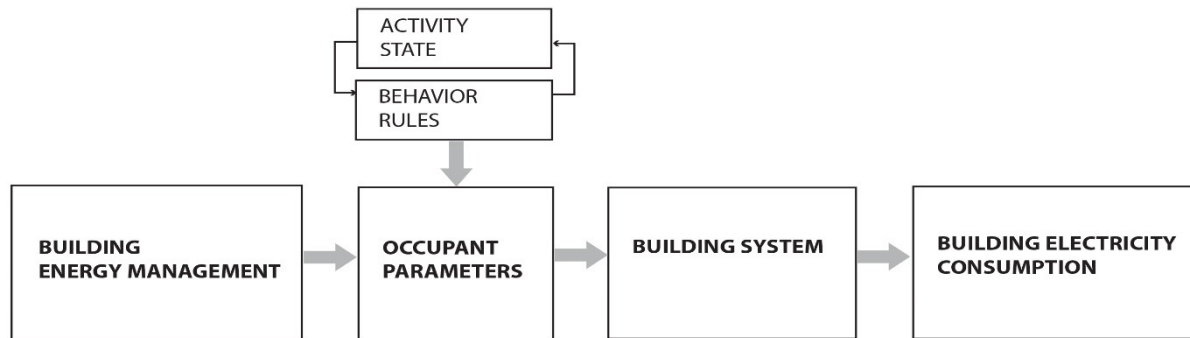 ACTIVITY
STATE
BEHAVIOR
RULES
BUILDING
ENERGY MANAGEMENT
OCCUPANT
PARAMETERS
BUILDING SYSTEM
BUILDING ELECTRICITY
CONSUMPTION